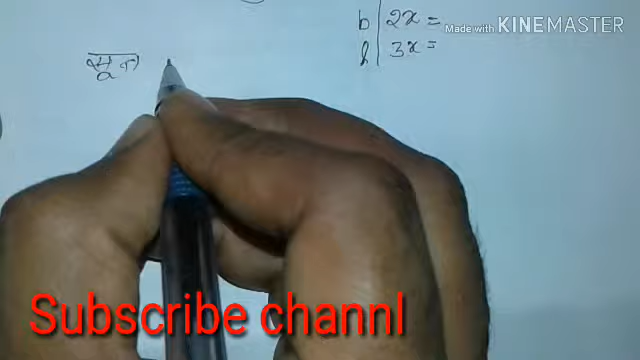 b | 2x =
Made with KINEMASTER
h | 3x =
सूत्र
Subscribe channl